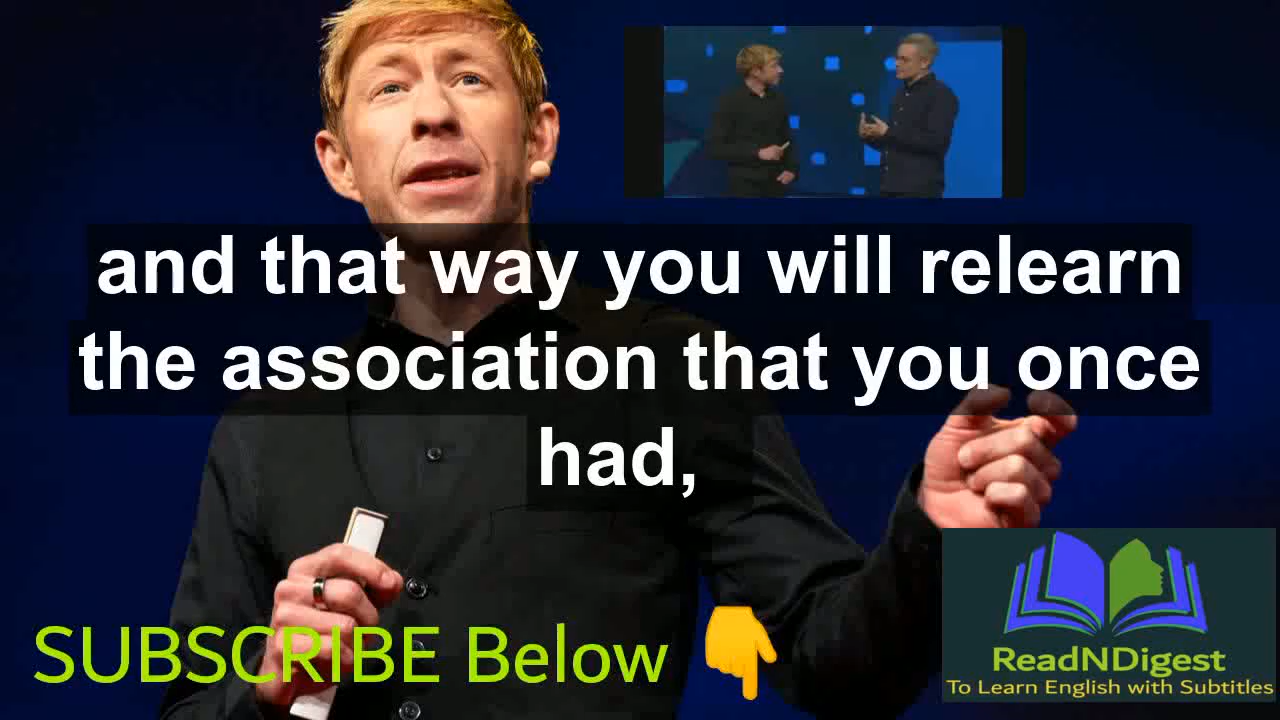 and that way you will relearn
the association that you once
had,
SUBSCRIBE Below
ReadNDigest
To Learn English with Subtitles